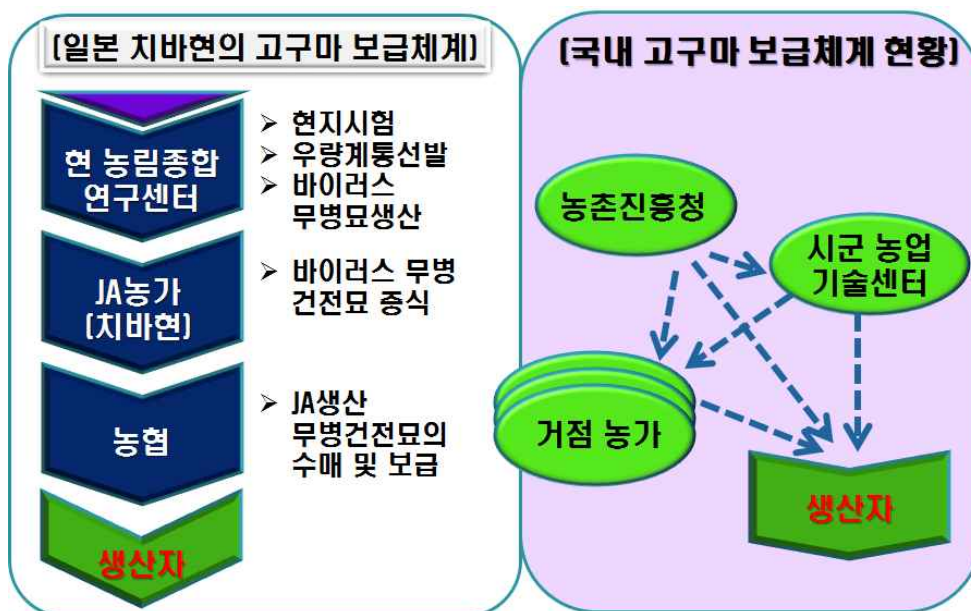 (일본 치바현의 고구마 보급체계)
현 농림종합
연구센터
➢ 현지시험
➢ 우량계통선발
➢ 바이러스
무병묘생산
JA농가
(치바현)
➢ 바이러스 무병
건전묘 증식
농협
➢ JA생산
무병건전묘의
수매 및 보급
생산자
(국내 고구마 보급체계 현황)
농촌진흥청
시군 농업
기술센터
거점 농가
생산자